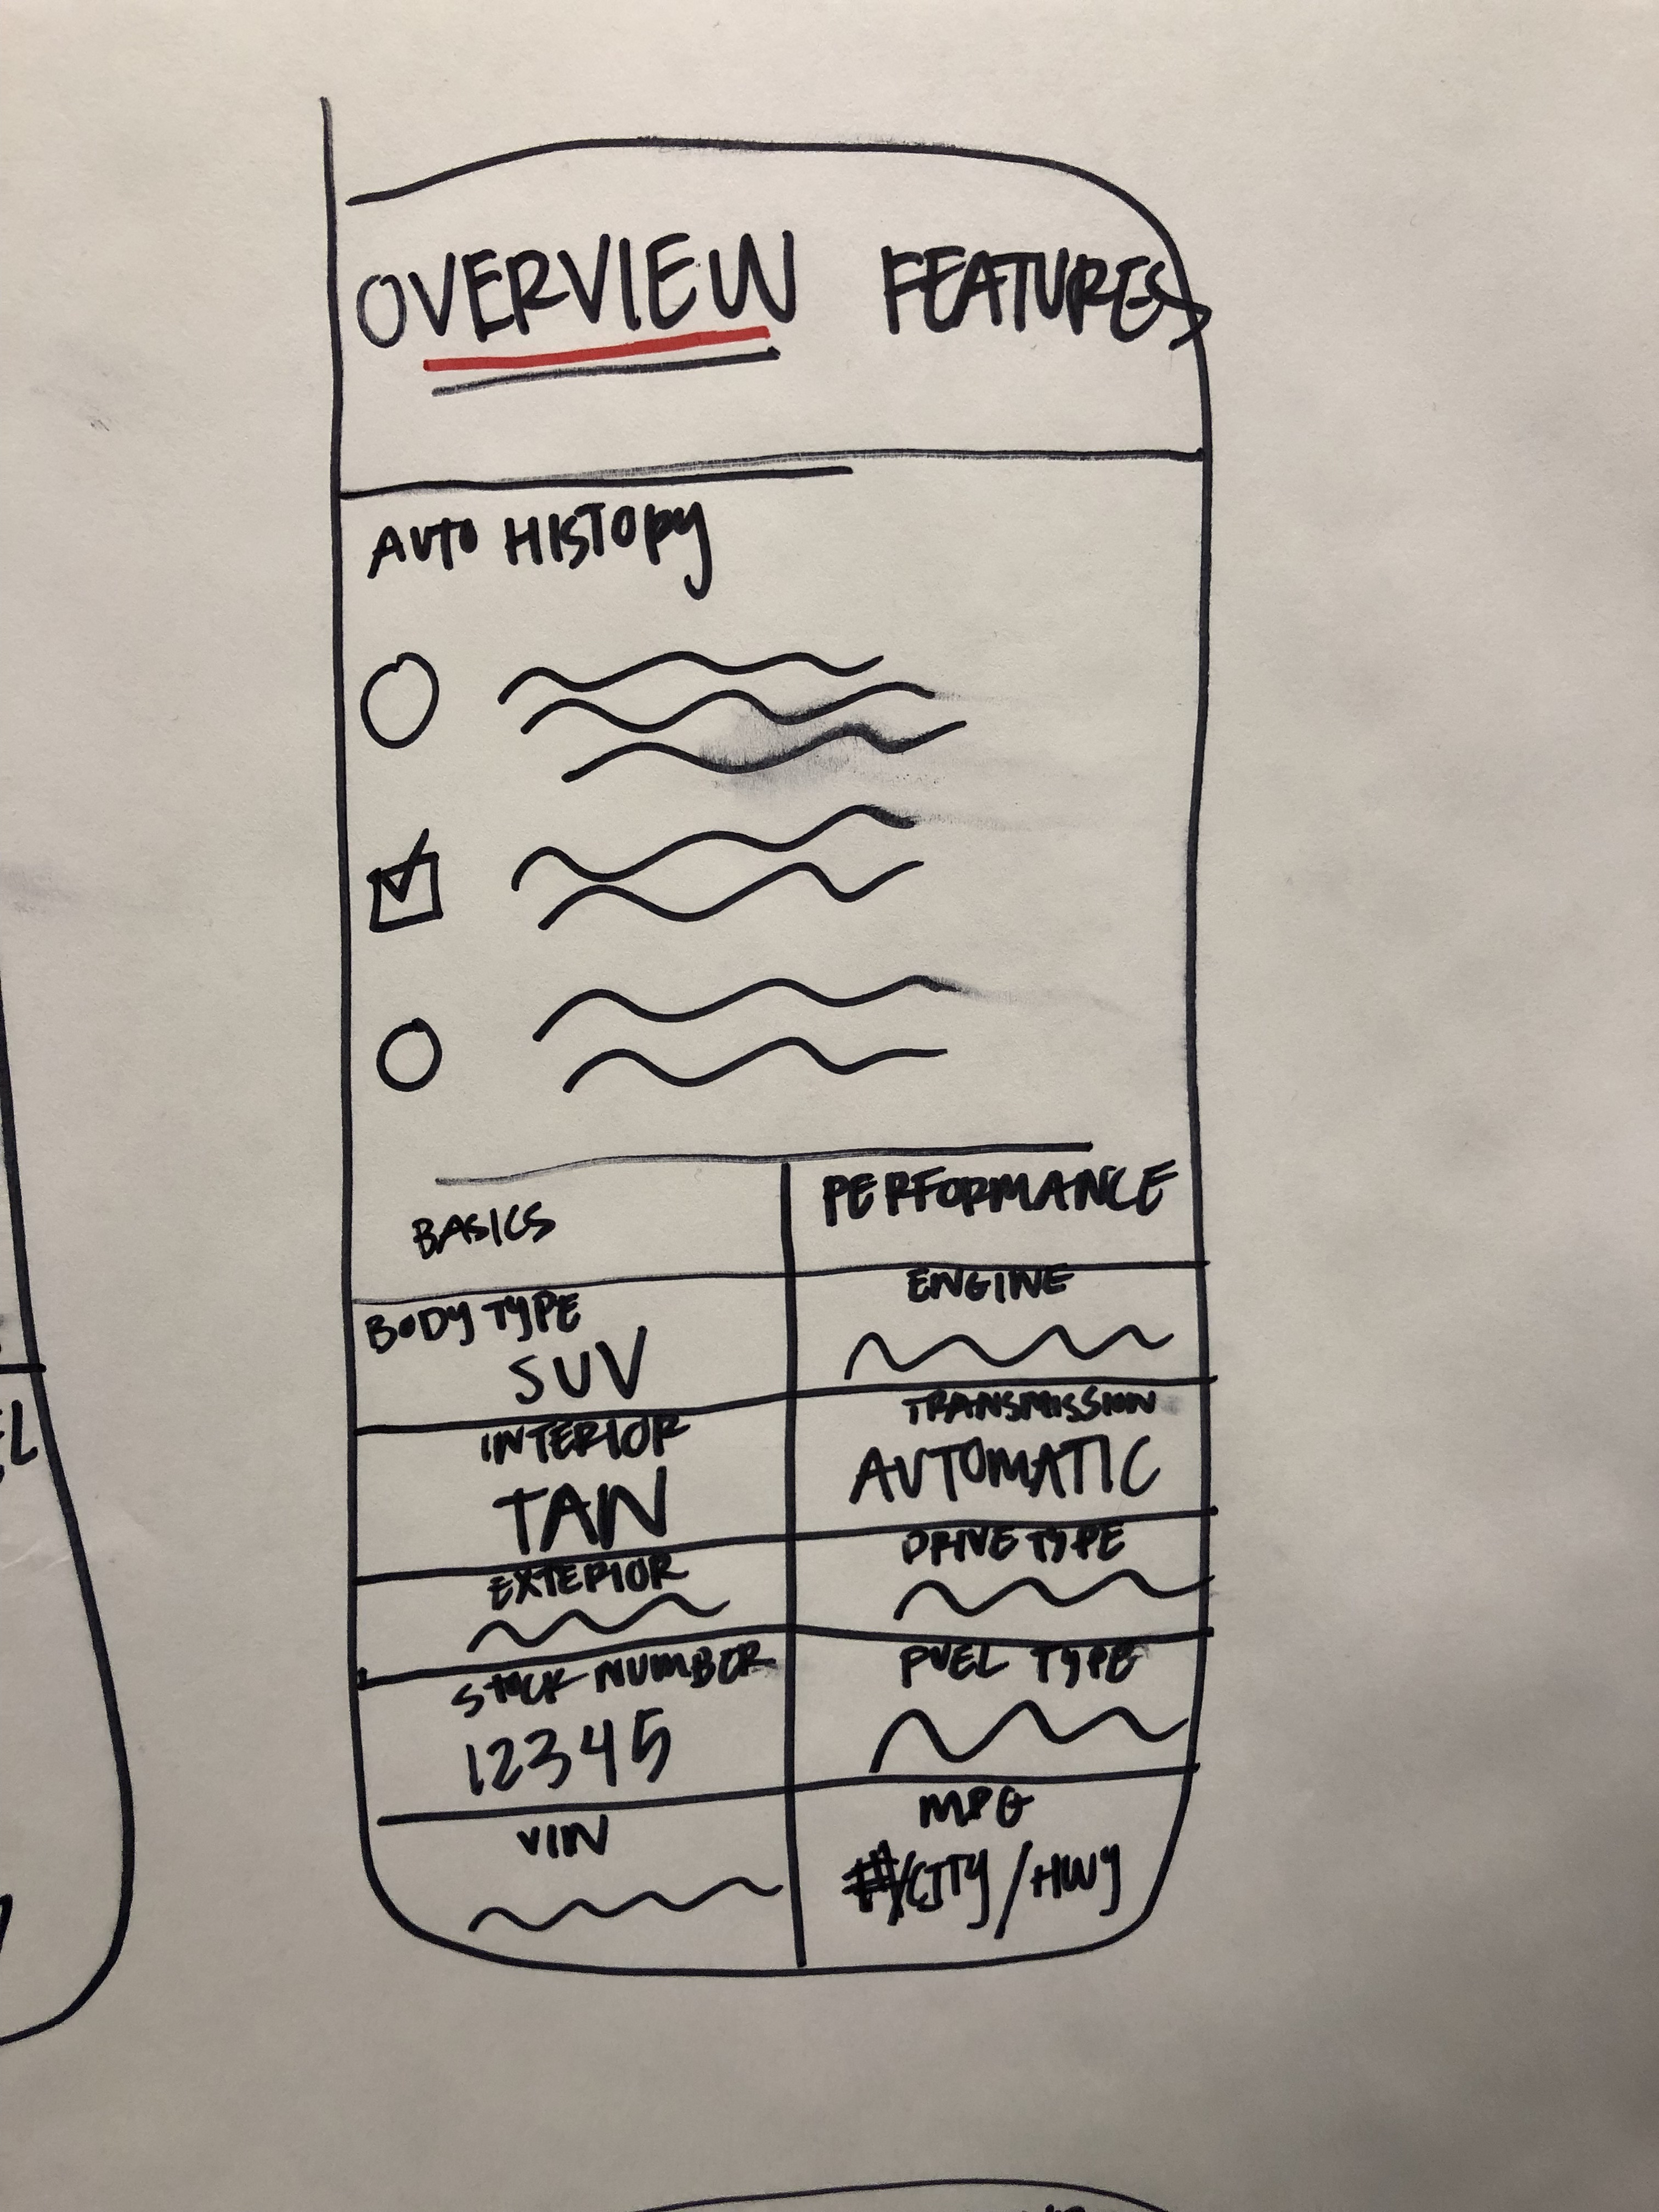 OVERVIEW FEATURES
AUTO HISTORY
BASICS
PERFORMANCE
BODY TYPE
SUV
ENGINE
INTERIOR
TAN
TRANSMISSION
AUTOMATIC
EXTERIOR
DRIVE TYPE
STOCK NUMBER
12345
FUEL TYPE
VIN
MPG
#/CITY/HWY